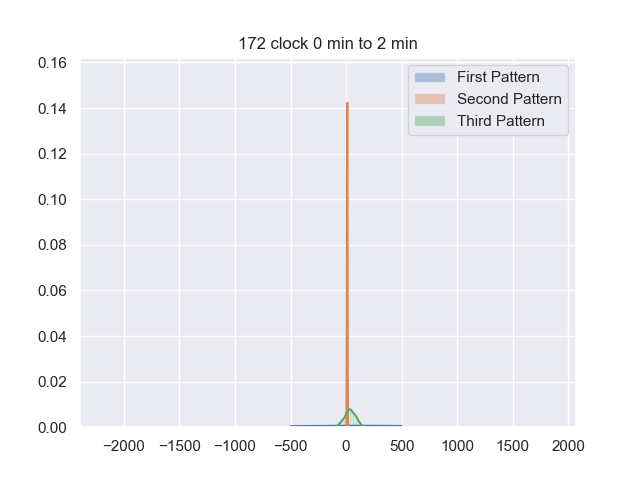 172 clock 0 min to 2 min
First Pattern
Second Pattern
Third Pattern
0.16
0.14
0.12
0.10
0.08
0.06
0.04
0.02
0.00
−2000 −1500 −1000 −500 0 500 1000 1500 2000